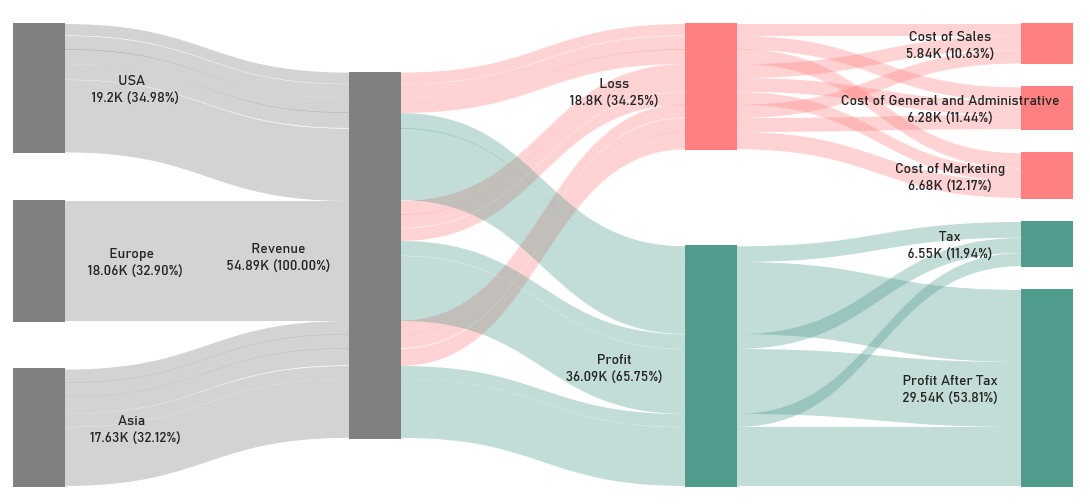 USA
19.2K (34.98%)
Europe
18.06K (32.90%)
Asia
17.63K (32.12%)
Revenue
54.89K (100.00%)
Loss
18.8K (34.25%)
Profit
36.09K (65.75%)
Cost of Sales
5.84K (10.63%)
Cost of General and Administrative
6.28K (11.44%)
Cost of Marketing
6.68K (12.17%)
Tax
6.55K (11.94%)
Profit After Tax
29.54K (53.81%)